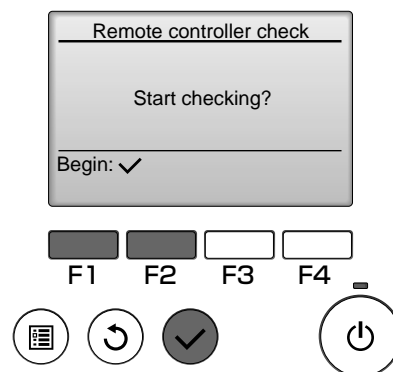 Remote controller check
Start checking?
Begin: ✓
F1 F2 F3 F4